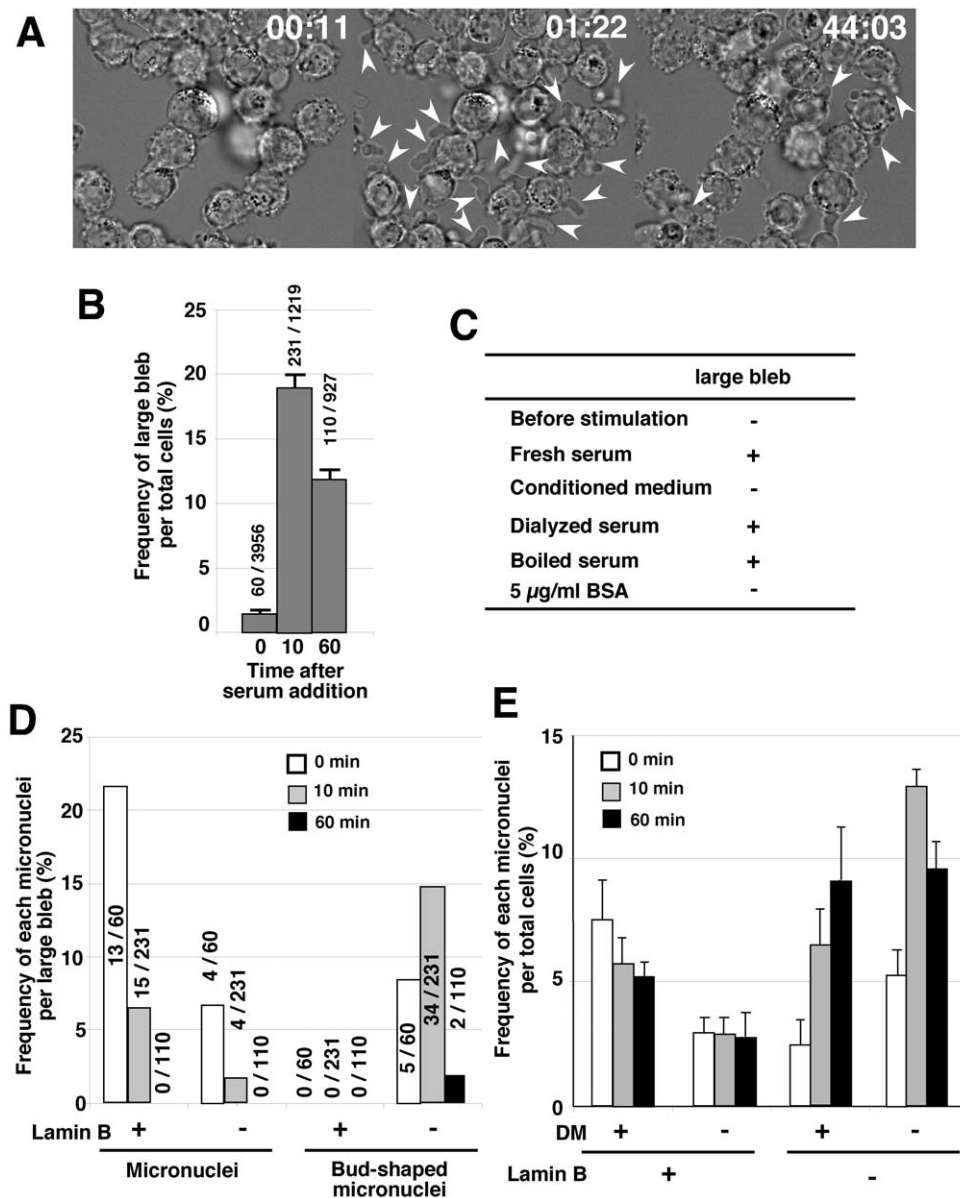 A
00:11
01:22
44:03
B
Frequency of large bleb
per total cells (%)
25
20
15
10
5
0
60 / 3956
231 / 1219
110 / 927
0 10 60
Time after
serum addition
C
large bleb
Before stimulation -
Fresh serum +
Conditioned medium -
Dialyzed serum +
Boiled serum +
5 µg/ml BSA -
D
Frequency of each micronuclei
per large bleb (%)
25
20
15
10
5
0
0 min
10 min
60 min
13 / 60
15 / 231
0 / 110
4 / 60
4 / 231
0 / 110
0 / 60
0 / 231
0 / 110
5 / 60
34 / 231
2 / 110
Lamin B + - + -
Micronuclei
Bud-shaped
micronuclei
E
Frequency of each micronuclei
per total cells (%)
15
10
5
0
0 min
10 min
60 min
DM + - + -
Lamin B + -